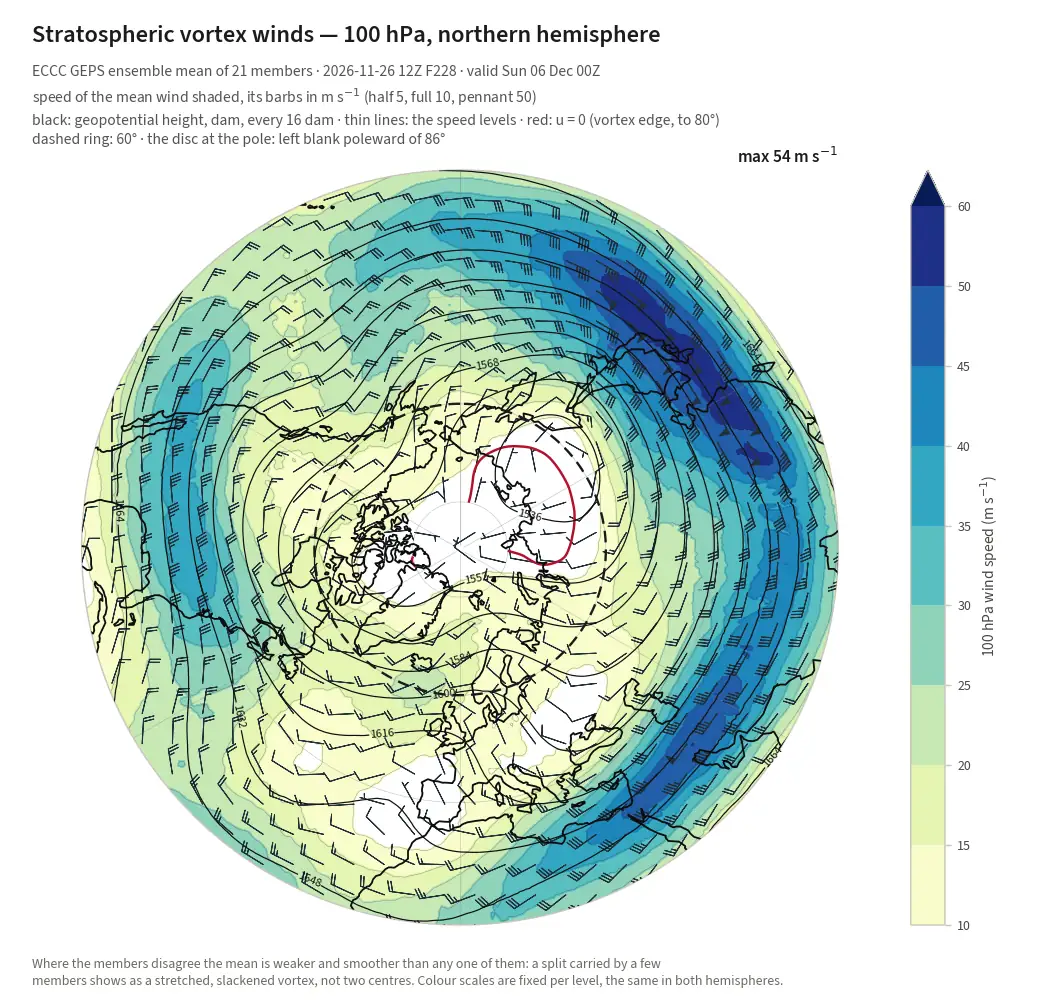 Stratospheric vortex winds — 100 hPa, northern hemisphere
ECCC GEPS ensemble mean of 21 members · 2026-11-26 12Z F228 · valid Sun 06 Dec 00Z
speed of the mean wind shaded, its barbs in m s⁻¹ (half 5, full 10, pennant 50)
black: geopotential height, dam, every 16 dam · thin lines: the speed levels · red: u = 0 (vortex edge, to 80°)
dashed ring: 60° · the disc at the pole: left blank poleward of 86°
max 54 m s⁻¹
60
50
45
40
35
30
25
20
15
10
100 hPa wind speed (m s⁻¹)
1664
1568
1664
1536
1552
1584
1600
1632
1616
1664
1648
Where the members disagree the mean is weaker and smoother than any one of them: a split carried by a few
members shows as a stretched, slackened vortex, not two centres. Colour scales are fixed per level, the same in both hemispheres.